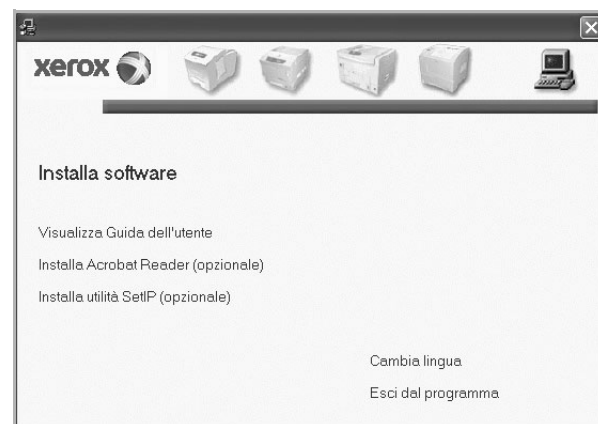 xerox
Installa software
Visualizza Guida dell'utente
Installa Acrobat Reader (opzionale)
Installa utilità SetIP (opzionale)
Cambia lingua
Esci dal programma